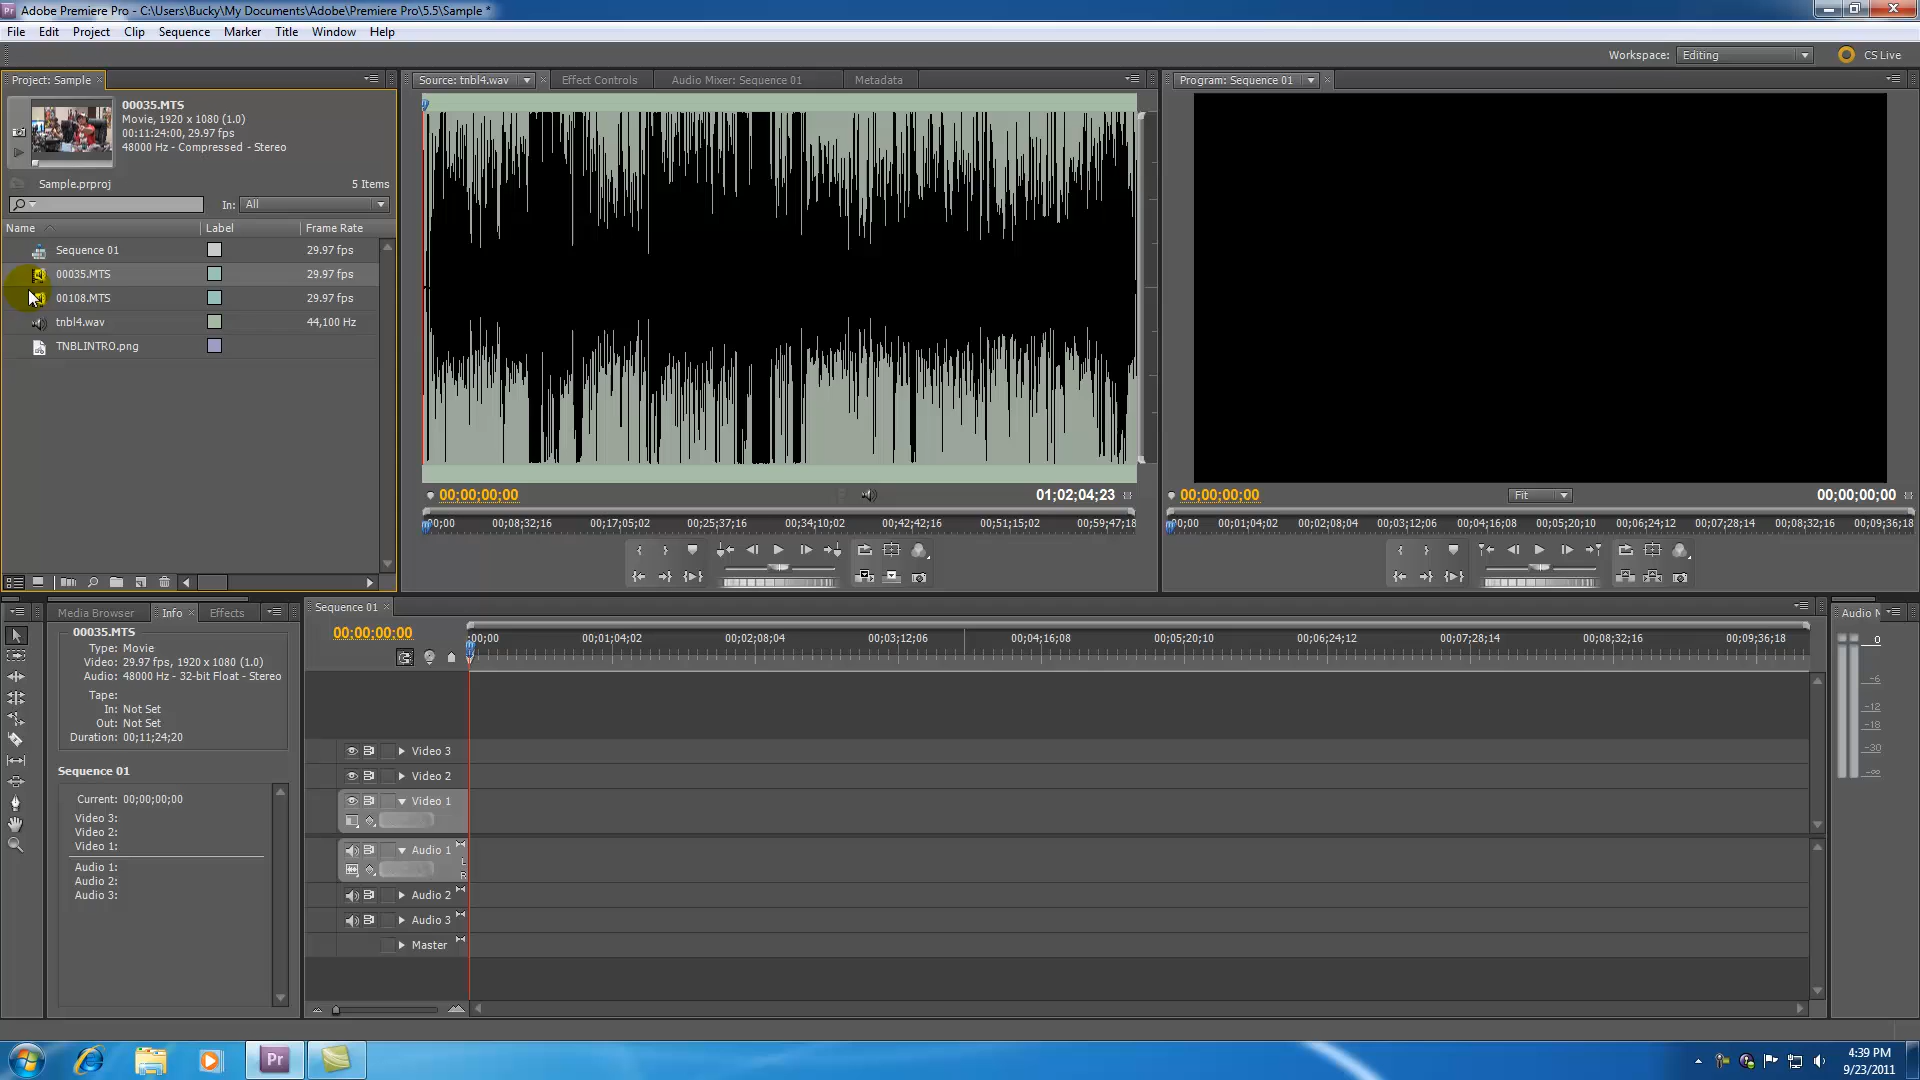 Adobe Premiere Pro - C:\Users\Bucky\My Documents\Adobe\Premiere Pro\5.5\Sample *
File Edit Project Clip Sequence Marker Title Window Help
Workspace: Editing CS Live
Project: Sample
00035.MTS
Movie, 1920 x 1080 (1.0)
00:11:24:00, 29.97 fps
48000 Hz - Compressed - Stereo
Sample.prproj 5 Items
In: All
Name Label Frame Rate
Sequence 01 29.97 fps
00035.MTS 29.97 fps
00108.MTS 29.97 fps
tnbl4.wav 44,100 Hz
TNBLINTRO.png
Source: tnbl4.wav Effect Controls Audio Mixer: Sequence 01 Metadata
00;00;00;00 01;02;04;23
00;00 00;08;32;16 00;17;05;02 00;25;37;16 00;34;10;02 00;42;42;16 00;51;15;02 00;59;47;18
Program: Sequence 01
00;00;00;00 Fit 00;00;00;00
00;00 00;01;04;02 00;02;08;04 00;03;12;06 00;04;16;08 00;05;20;10 00;06;24;12 00;07;28;14 00;08;32;16 00;09;36;18
Media Browser Info Effects
00035.MTS
Type: Movie
Video: 29.97 fps, 1920 x 1080 (1.0)
Audio: 48000 Hz - 32-bit Float - Stereo
Tape:
In: Not Set
Out: Not Set
Duration: 00;11;24;20
Sequence 01
Current: 00;00;00;00
Video 3:
Video 2:
Video 1:
Audio 1:
Audio 2:
Audio 3:
Sequence 01
00;00;00;00
:00;00 00;01;04;02 00;02;08;04 00;03;12;06 00;04;16;08 00;05;20;10 00;06;24;12 00;07;28;14 00;08;32;16 00;09;36;18
Video 3
Video 2
Video 1
Audio 1
L
R
Audio 2
Audio 3
Master
Audio M
0
-6
-12
-18
-30
-∞
Pr
4:39 PM
9/23/2011